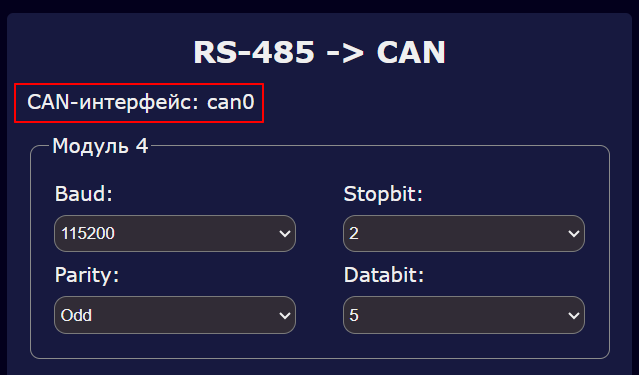 RS-485 -> CAN
CAN-интерфейс: can0
Модуль 4
Baud: Stopbit:
115200 2
Parity: Databit:
Odd 5